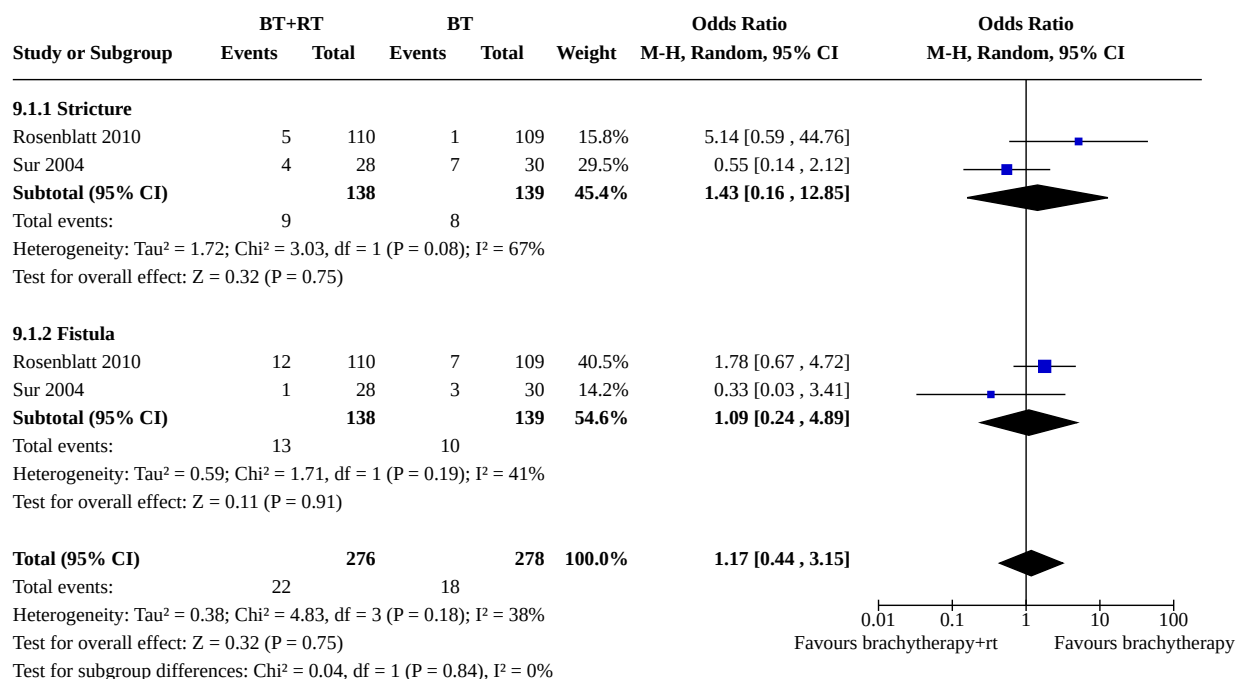 BT+RT BT Odds Ratio Odds Ratio
Study or Subgroup Events Total Events Total Weight M-H, Random, 95% CI M-H, Random, 95% CI
9.1.1 Stricture
Rosenblatt 2010 5 110 1 109 15.8% 5.14 [0.59 , 44.76]
Sur 2004 4 28 7 30 29.5% 0.55 [0.14 , 2.12]
Subtotal (95% CI) 138 139 45.4% 1.43 [0.16 , 12.85]
Total events: 9 8
Heterogeneity: Tau² = 1.72; Chi² = 3.03, df = 1 (P = 0.08); I² = 67%
Test for overall effect: Z = 0.32 (P = 0.75)
9.1.2 Fistula
Rosenblatt 2010 12 110 7 109 40.5% 1.78 [0.67 , 4.72]
Sur 2004 1 28 3 30 14.2% 0.33 [0.03 , 3.41]
Subtotal (95% CI) 138 139 54.6% 1.09 [0.24 , 4.89]
Total events: 13 10
Heterogeneity: Tau² = 0.59; Chi² = 1.71, df = 1 (P = 0.19); I² = 41%
Test for overall effect: Z = 0.11 (P = 0.91)
Total (95% CI) 276 278 100.0% 1.17 [0.44 , 3.15]
Total events: 22 18
Heterogeneity: Tau² = 0.38; Chi² = 4.83, df = 3 (P = 0.18); I² = 38%
0.01 0.1 1 10 100
Test for overall effect: Z = 0.32 (P = 0.75) Favours brachytherapy+rt Favours brachytherapy
Test for subgroup differences: Chi² = 0.04, df = 1 (P = 0.84), I² = 0%